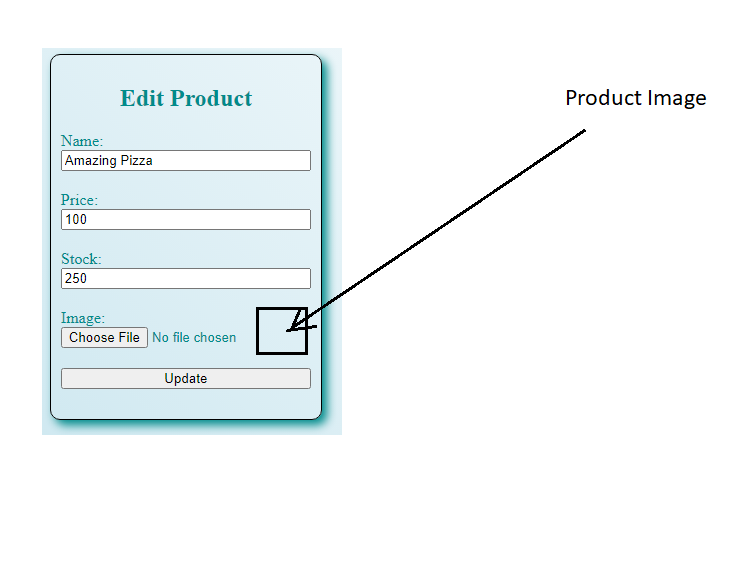 Edit Product
Product Image
Name:
Amazing Pizza
Price:
100
Stock:
250
Image:
Choose File No file chosen
Update